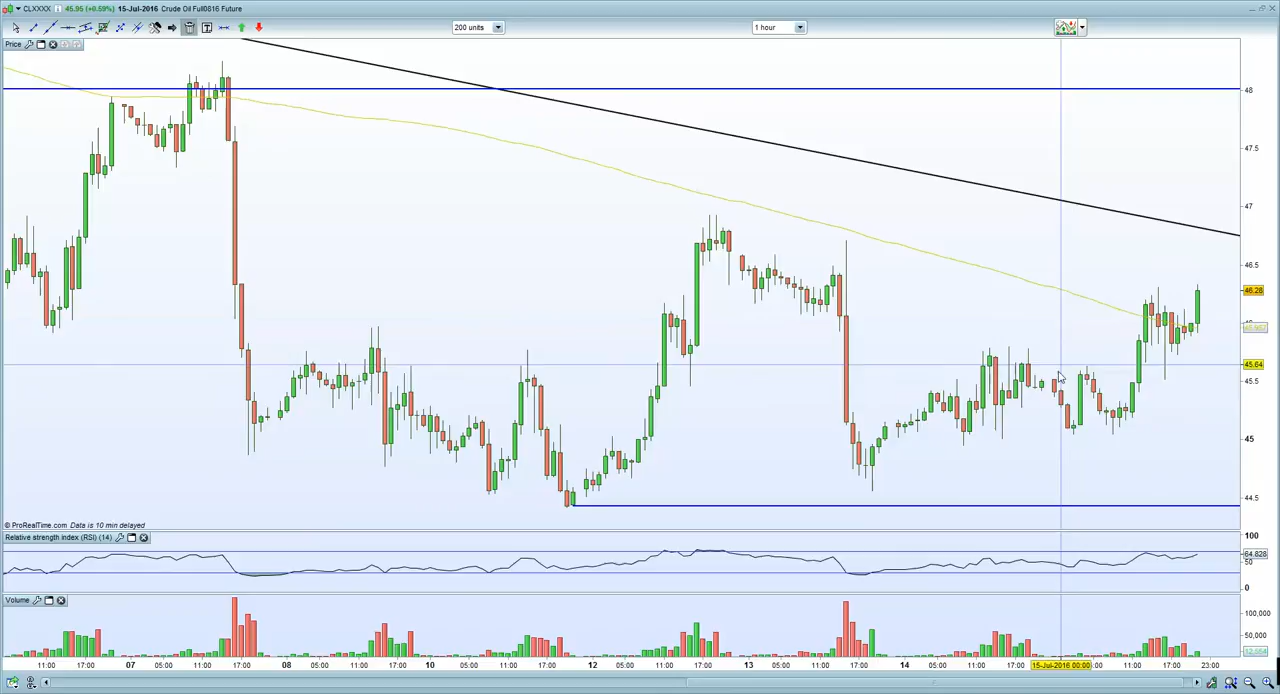 CLXXXX 45.95 (+0.59%) 15-Jul-2016 Crude Oil Full0816 Future
200 units
1 hour
Price
48
47.5
47
46.5
46.28
45.64
45.5
45
44.5
© ProRealTime.com Data is 10 min delayed
Relative strength index (RSI) (14)
100
64.828
50
0
Volume
100,000
50,000
11:00 17:00 07 05:00 11:00 17:00 08 05:00 11:00 17:00 10 11:00 17:00 12 05:00 11:00 17:00 13 05:00 11:00 17:00 14 05:00 11:00 17:00 15-Jul-2016 00:00 :00 11:00 17:00 23:00